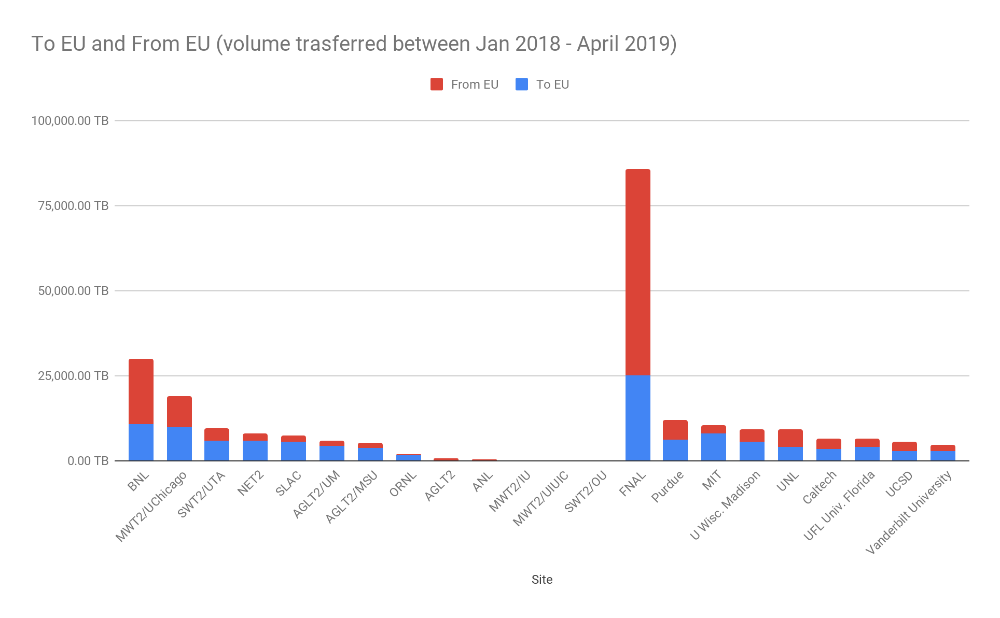 To EU and From EU (volume trasferred between Jan 2018 - April 2019)
From EU
To EU
100,000.00 TB
75,000.00 TB
50,000.00 TB
25,000.00 TB
0.00 TB
BNL
MWT2/UChicago
SWT2/UTA
NET2
SLAC
AGLT2/UM
AGLT2/MSU
ORNL
AGLT2
ANL
MWT2/IU
MWT2/UIUIC
SWT2/OU
FNAL
Purdue
MIT
U Wisc. Madison
UNL
Caltech
UFL Univ. Florida
UCSD
Vanderbilt University
Site